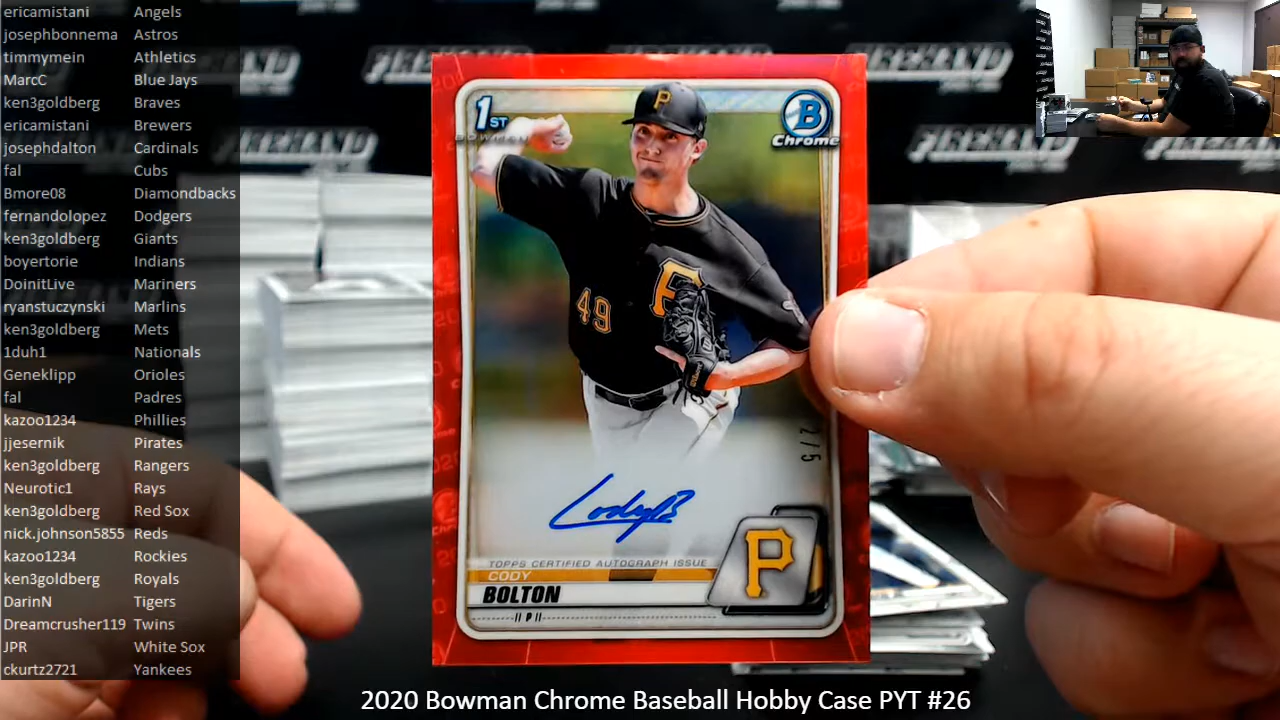 ericamistani Angels
josephbonnema Astros
timmymein Athletics
MarcC Blue Jays
ken3goldberg Braves
ericamistani Brewers
josephdalton Cardinals
fal Cubs
Bmore08 Diamondbacks
fernandolopez Dodgers
ken3goldberg Giants
boyertorie Indians
DoinitLive Mariners
ryanstuczynski Marlins
ken3goldberg Mets
1duh1 Nationals
Geneklipp Orioles
fal Padres
kazoo1234 Phillies
jjesernik Pirates
ken3goldberg Rangers
Neurotic1 Rays
ken3goldberg Red Sox
nick.johnson5855 Reds
kazoo1234 Rockies
ken3goldberg Royals
DarinN Tigers
Dreamcrusher119 Twins
JPR White Sox
ckurtz2721 Yankees
FIREHAND
1ST
BOWMAN
B
Chrome
P
P
49
2/5
CodyB
TOPPS CERTIFIED AUTOGRAPH ISSUE
CODY
BOLTON
P
P
2020 Bowman Chrome Baseball Hobby Case PYT #26